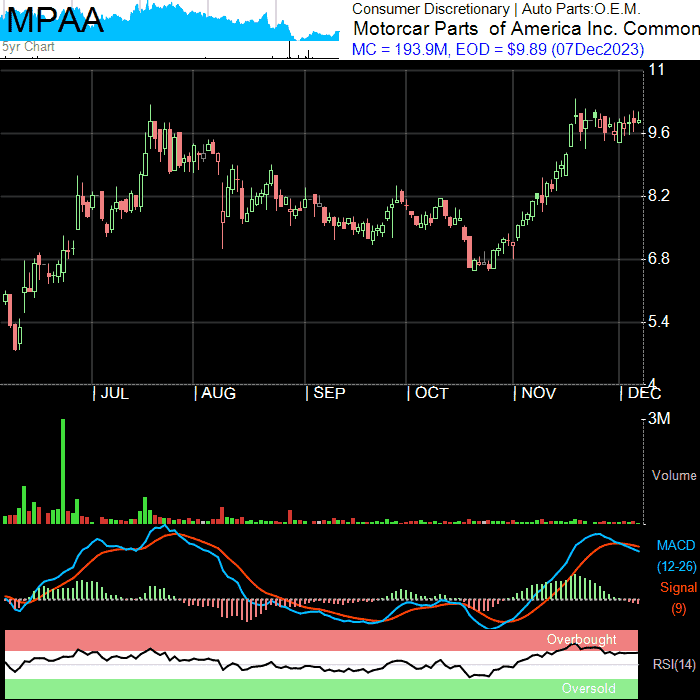 MPAA
5yr Chart
Consumer Discretionary | Auto Parts:O.E.M.
Motorcar Parts  of America Inc. Common
MC = 193.9M, EOD = $9.89 (07Dec2023)
11
9.6
8.2
6.8
5.4
4
JUL
AUG
SEP
OCT
NOV
DEC
3M
Volume
MACD
(12-26)
Signal
(9)
Overbought
RSI(14)
Oversold